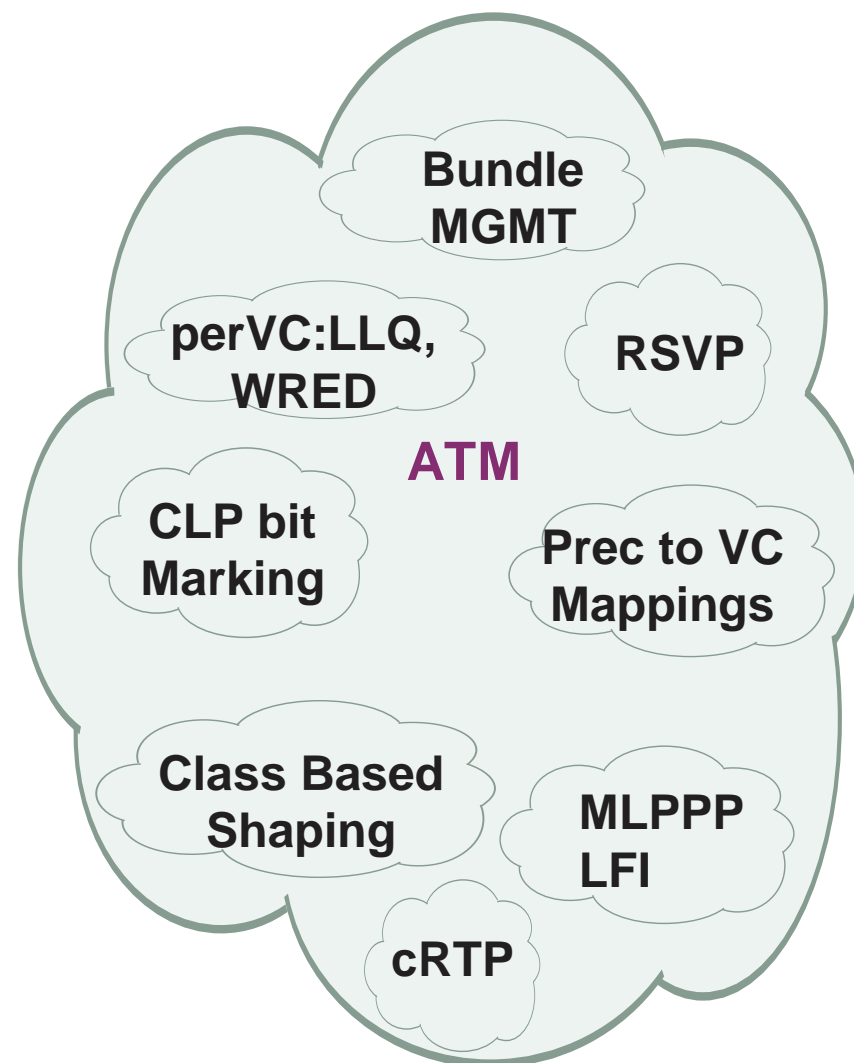 Bundle
MGMT
perVC:LLQ,
WRED
RSVP
ATM
CLP bit
Marking
Prec to VC
Mappings
Class Based
Shaping
MLPPP
LFI
cRTP